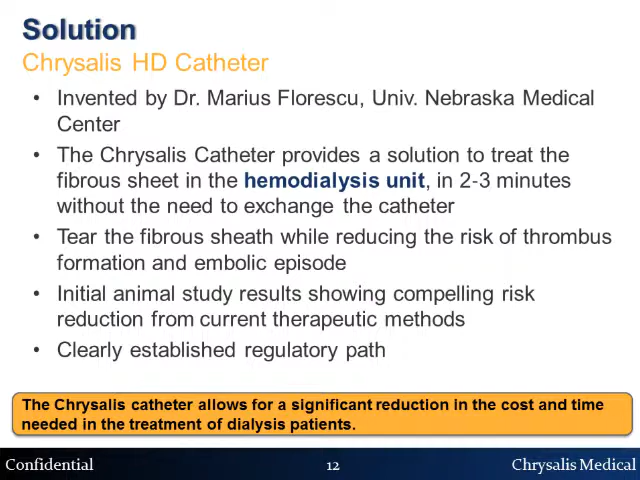 Solution
Chrysalis HD Catheter
• Invented by Dr. Marius Florescu, Univ. Nebraska Medical
Center
• The Chrysalis Catheter provides a solution to treat the
fibrous sheet in the hemodialysis unit, in 2-3 minutes
without the need to exchange the catheter
• Tear the fibrous sheath while reducing the risk of thrombus
formation and embolic episode
• Initial animal study results showing compelling risk
reduction from current therapeutic methods
• Clearly established regulatory path
The Chrysalis catheter allows for a significant reduction in the cost and time
needed in the treatment of dialysis patients.
Confidential 12 Chrysalis Medical